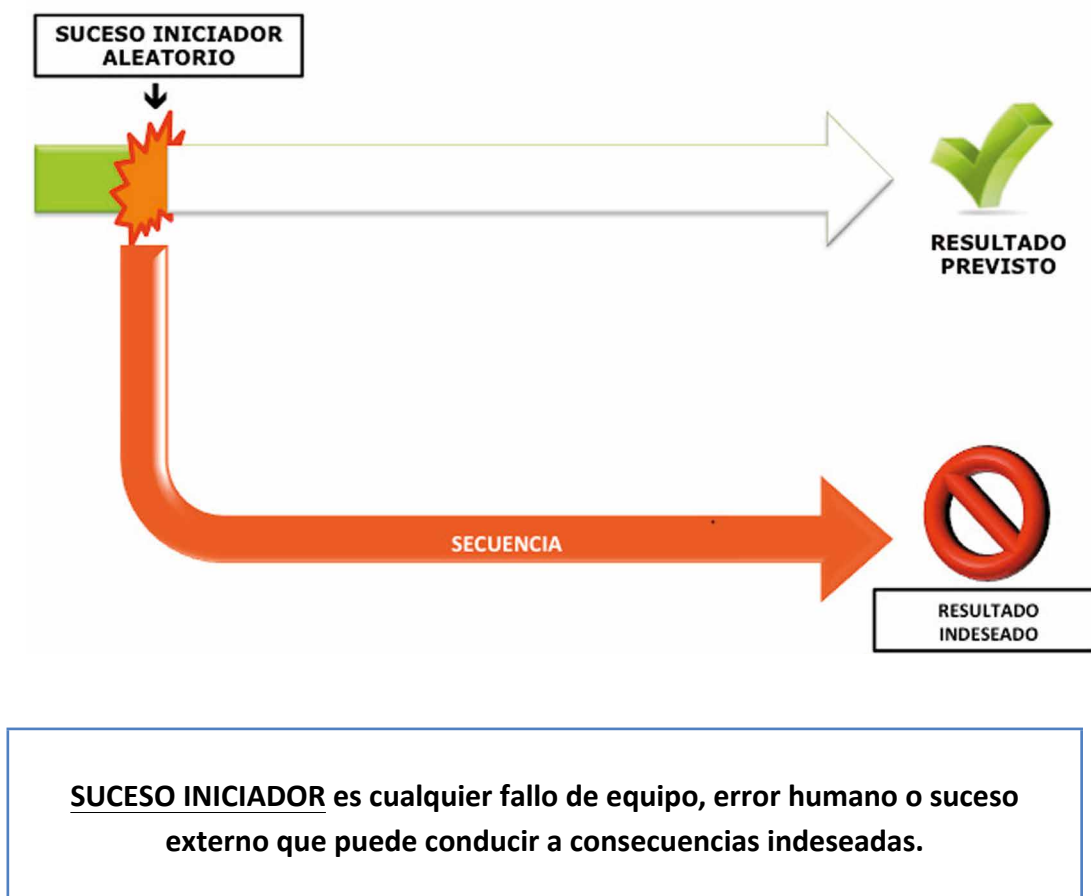 SUCESO INICIADOR
ALEATORIO
RESULTADO
PREVISTO
SECUENCIA
RESULTADO
INDESEADO
SUCESO INICIADOR es cualquier fallo de equipo, error humano o suceso
externo que puede conducir a consecuencias indeseadas.